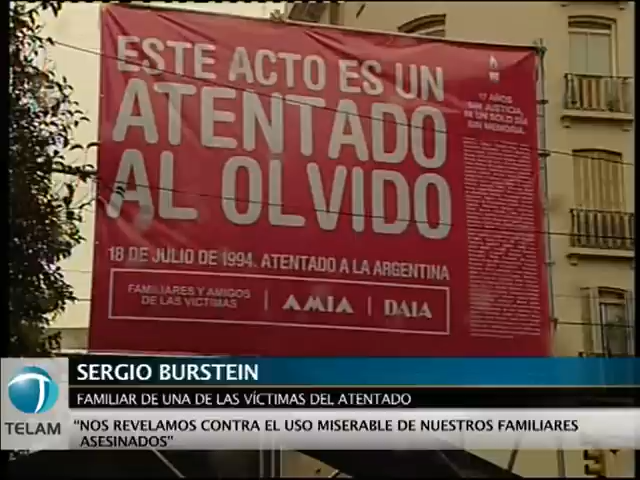 ESTE ACTO ES UN
ATENTADO
AL OLVIDO
17 AÑOS
SIN JUSTICIA,
NI UN SOLO DÍA
SIN MEMORIA.
18 DE JULIO DE 1994. ATENTADO A LA ARGENTINA
FAMILIARES Y AMIGOS
DE LAS VÍCTIMAS
AMIA
DAIA
SERGIO BURSTEIN
FAMILIAR DE UNA DE LAS VÍCTIMAS DEL ATENTADO
TELAM
"NOS REVELAMOS CONTRA EL USO MISERABLE DE NUESTROS FAMILIARES
ASESINADOS"